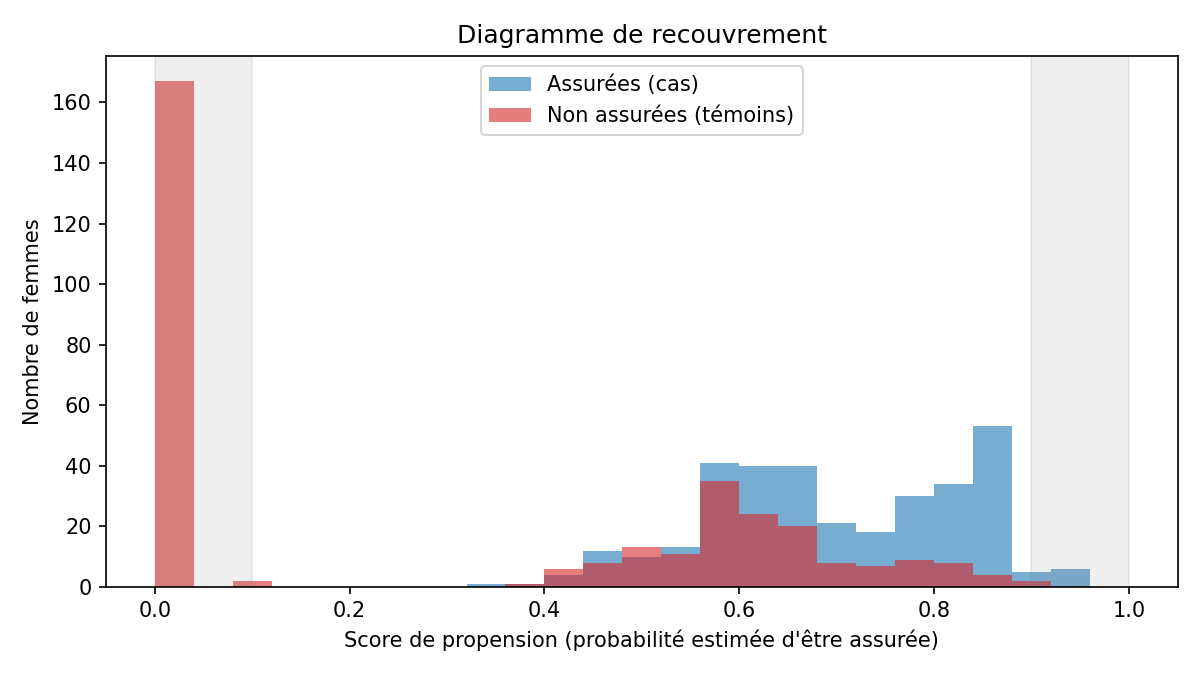 Diagramme de recouvrement
Assurées (cas)
Non assurées (témoins)
Nombre de femmes
160
140
120
100
80
60
40
20
0
0.0 0.2 0.4 0.6 0.8 1.0
Score de propension (probabilité estimée d'être assurée)